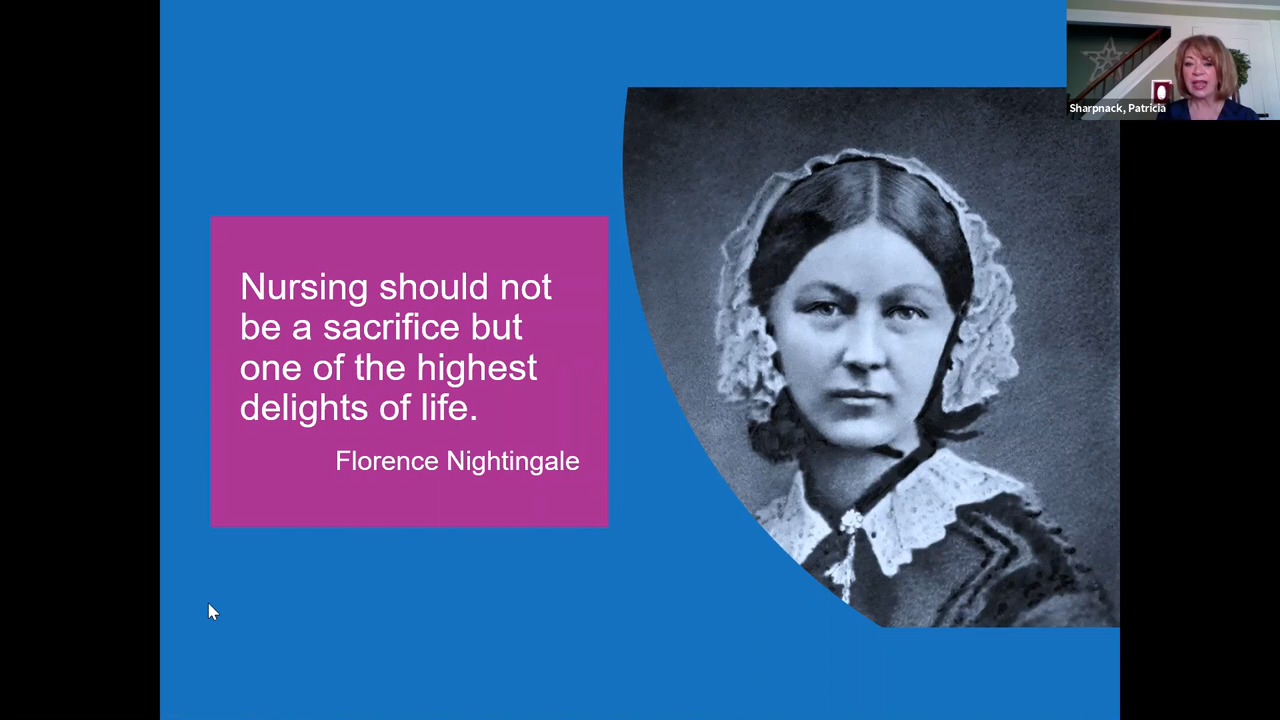 Sharpnack, Patricia
Nursing should not
be a sacrifice but
one of the highest
delights of life.
Florence Nightingale